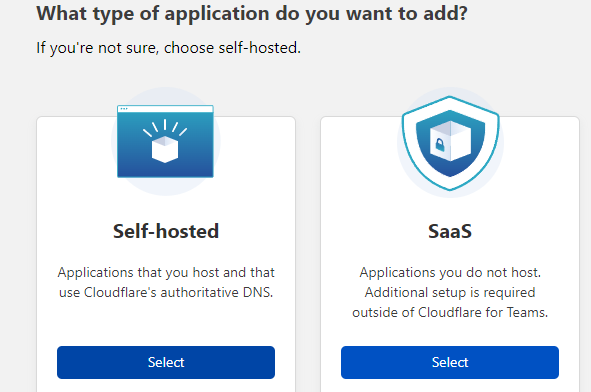 What type of application do you want to add?
If you're not sure, choose self-hosted.
Self-hosted
Applications that you host and that
use Cloudflare's authoritative DNS.
Select
SaaS
Applications you do not host.
Additional setup is required
outside of Cloudflare for Teams.
Select